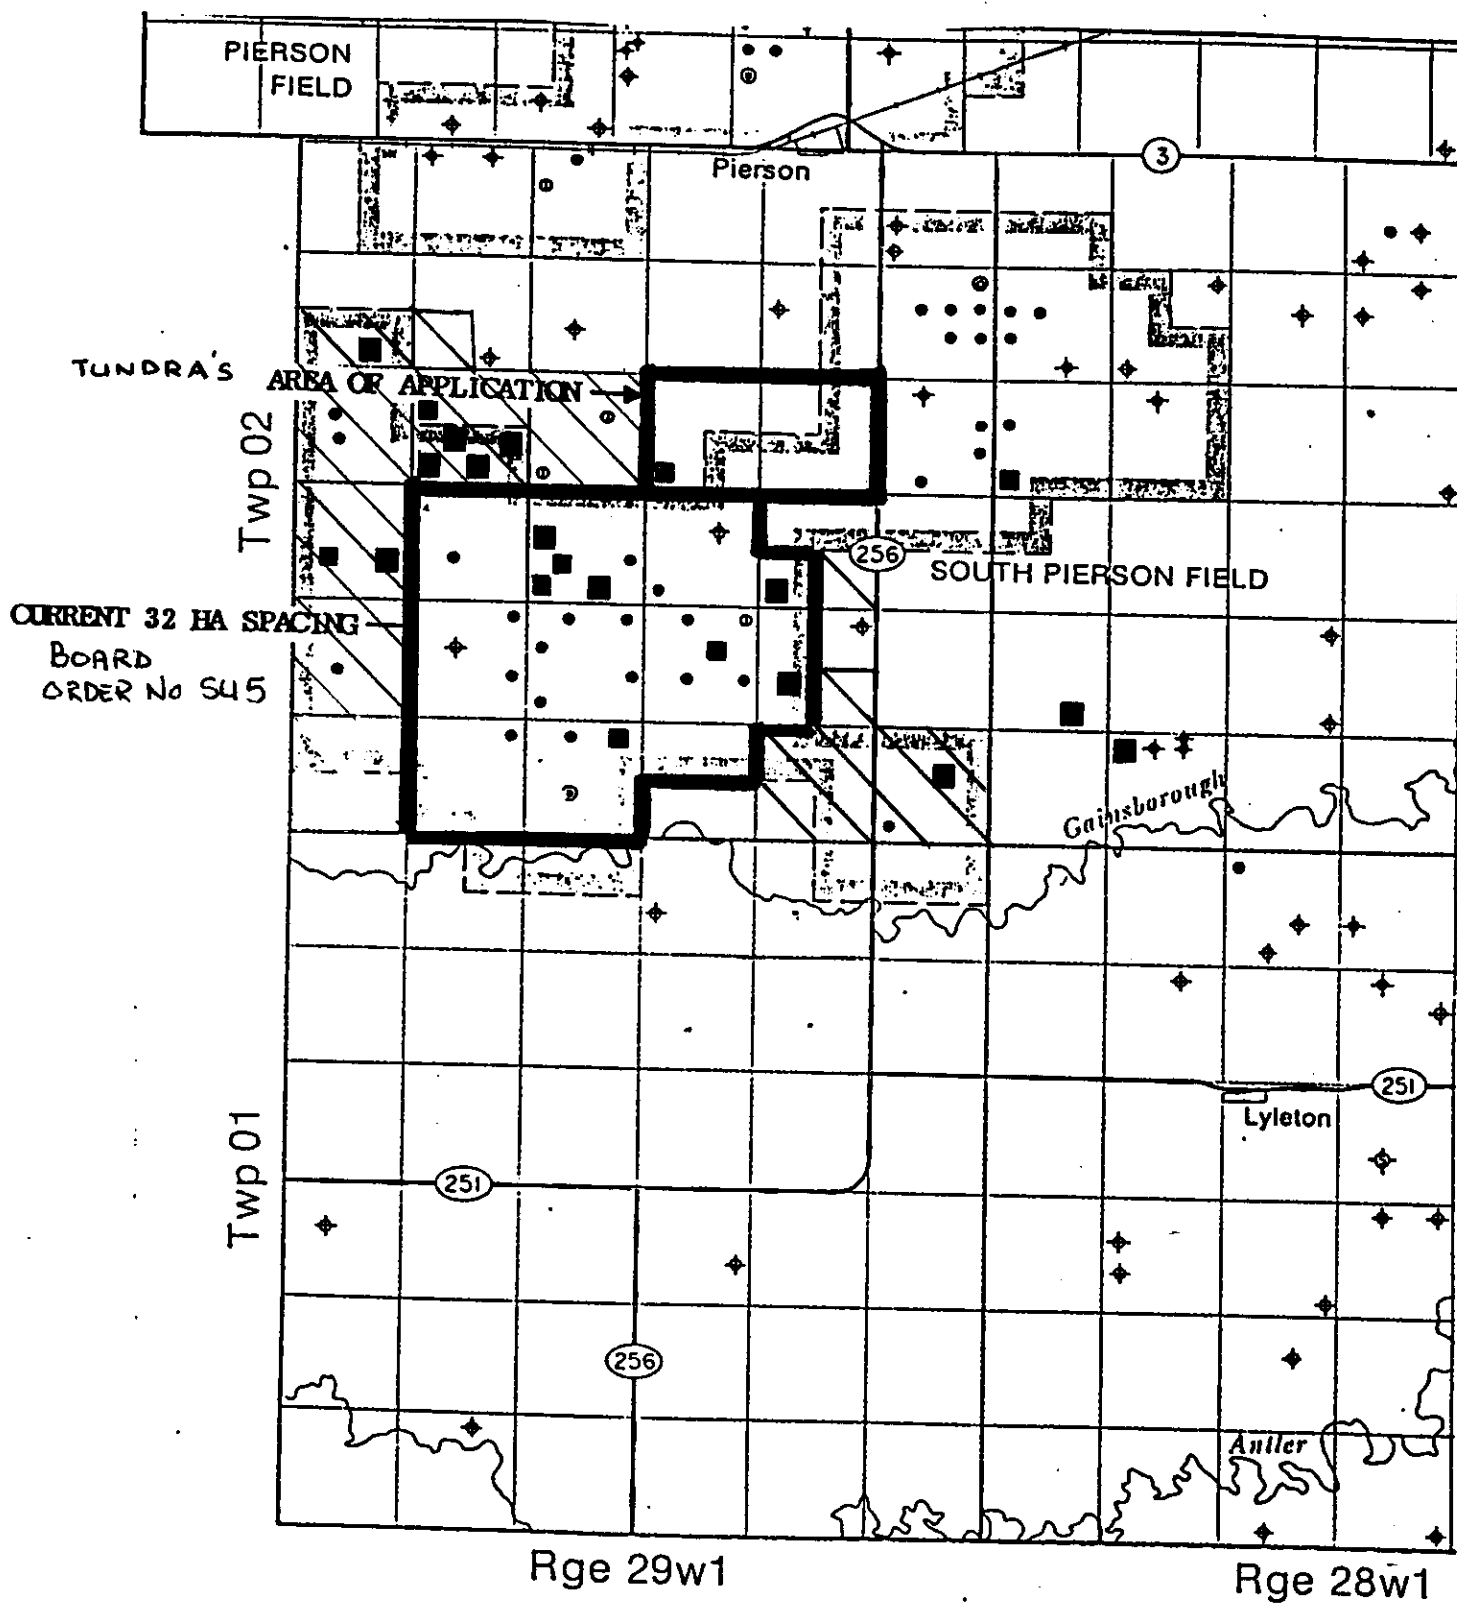 PIERSON
FIELD
Pierson
3
TUNDRA'S
AREA OF APPLICATION
Twp 02
256
SOUTH PIERSON FIELD
CURRENT 32 HA SPACING
BOARD
ORDER No SU5
Gainsborough
251
Lyleton
Twp 01
251
256
Antler
Rge 29w1
Rge 28w1